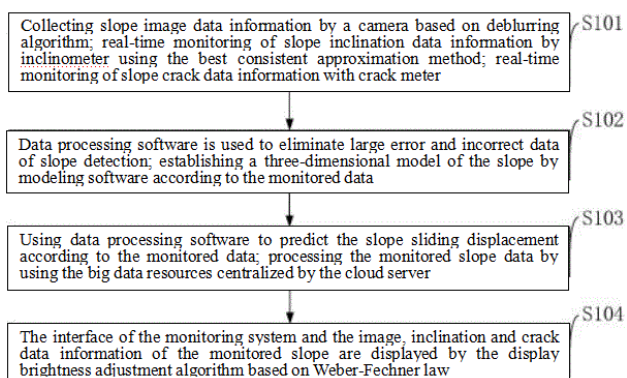 Collecting slope image data information by a camera based on deblurring
algorithm; real-time monitoring of slope inclination data information by
inclinometer using the best consistent approximation method; real-time
monitoring of slope crack data information with crack meter
S101
Data processing software is used to eliminate large error and incorrect data
of slope detection; establishing a three-dimensional model of the slope by
modeling software according to the monitored data
S102
Using data processing software to predict the slope sliding displacement
according to the monitored data; processing the monitored slope data by
using the big data resources centralized by the cloud server
S103
The interface of the monitoring system and the image, inclination and crack
data information of the monitored slope are displayed by the display
brightness adjustment algorithm based on Weber-Fechner law
S104